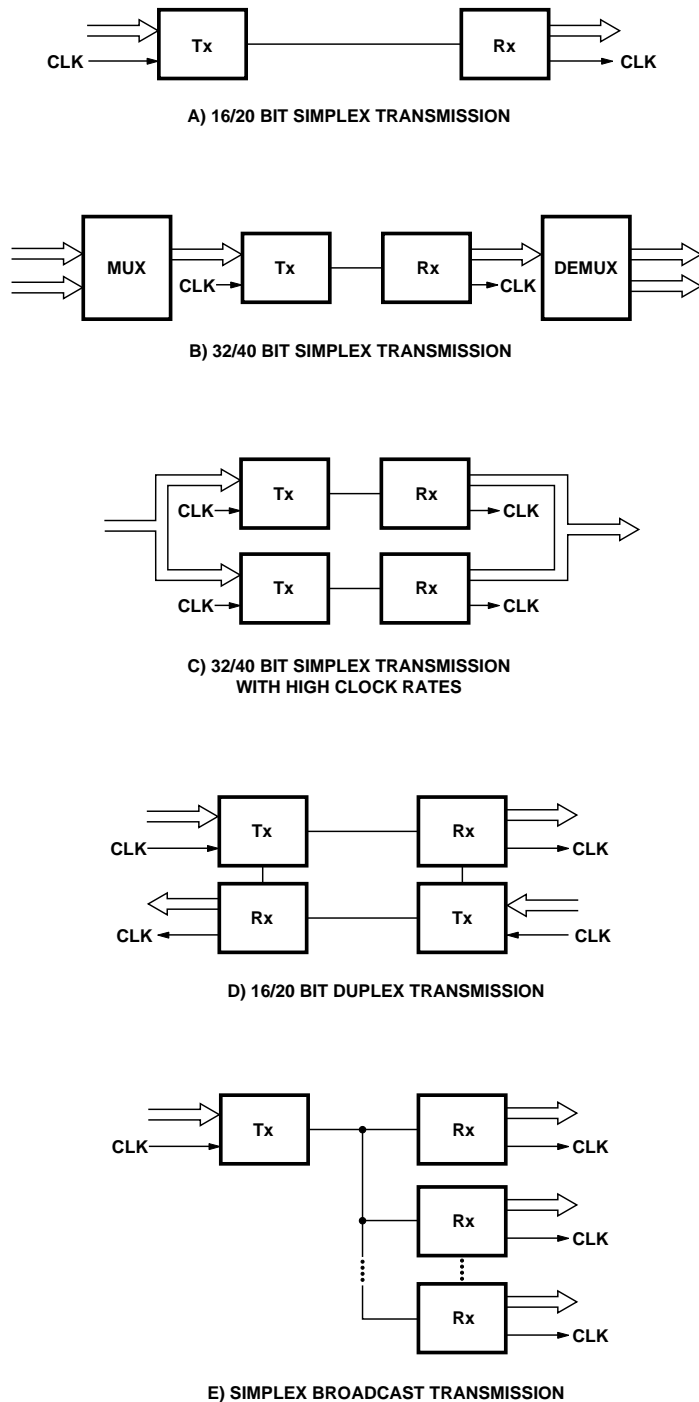 Tx
Rx
CLK
CLK
A) 16/20 BIT SIMPLEX TRANSMISSION
MUX
Tx
Rx
DEMUX
CLK
CLK
B) 32/40 BIT SIMPLEX TRANSMISSION
Tx
Rx
CLK
CLK
Tx
Rx
CLK
CLK
C) 32/40 BIT SIMPLEX TRANSMISSION
WITH HIGH CLOCK RATES
Tx
Rx
CLK
CLK
Rx
Tx
CLK
CLK
D) 16/20 BIT DUPLEX TRANSMISSION
Tx
Rx
CLK
CLK
Rx
CLK
Rx
CLK
E) SIMPLEX BROADCAST TRANSMISSION